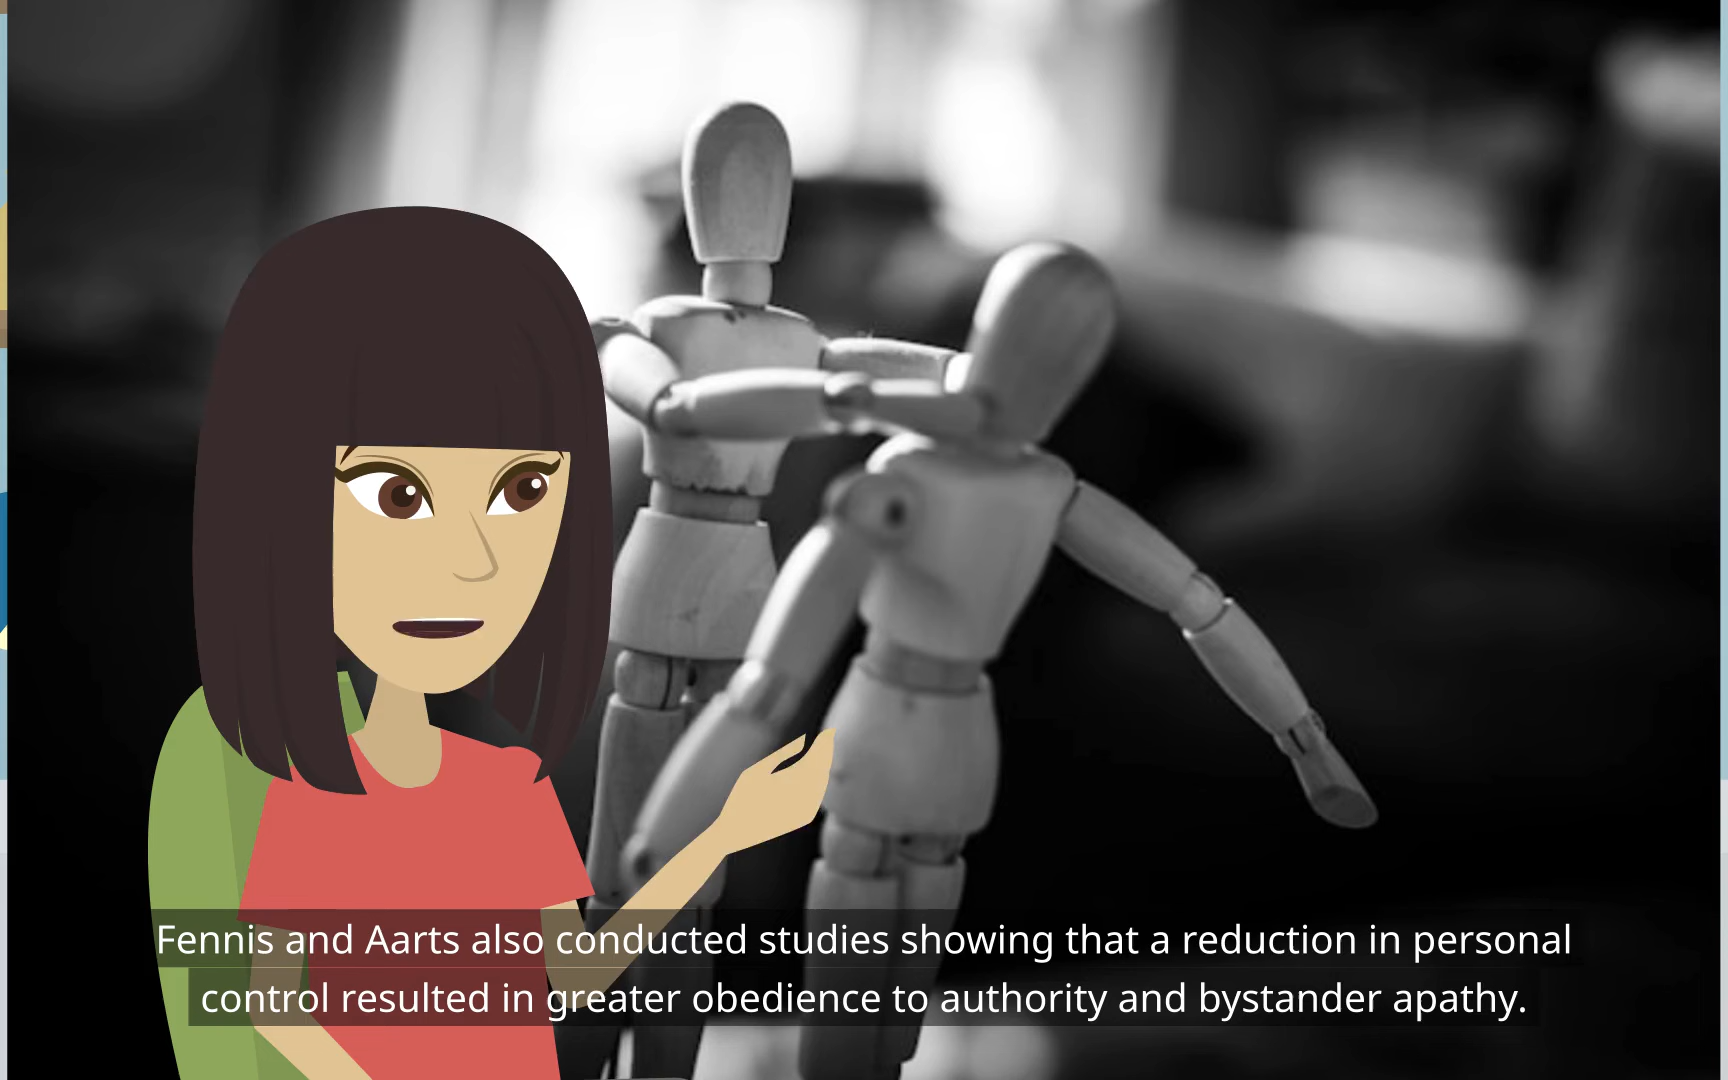 Fennis and Aarts also conducted studies showing that a reduction in personal
control resulted in greater obedience to authority and bystander apathy.